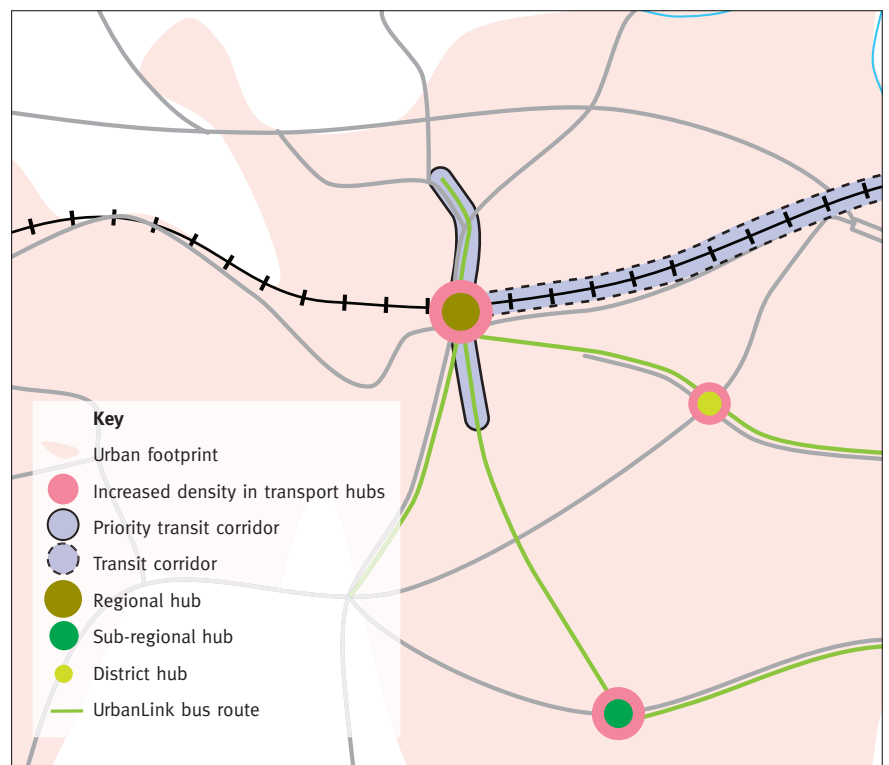 Key
Urban footprint
Increased density in transport hubs
Priority transit corridor
Transit corridor
Regional hub
Sub-regional hub
District hub
UrbanLink bus route